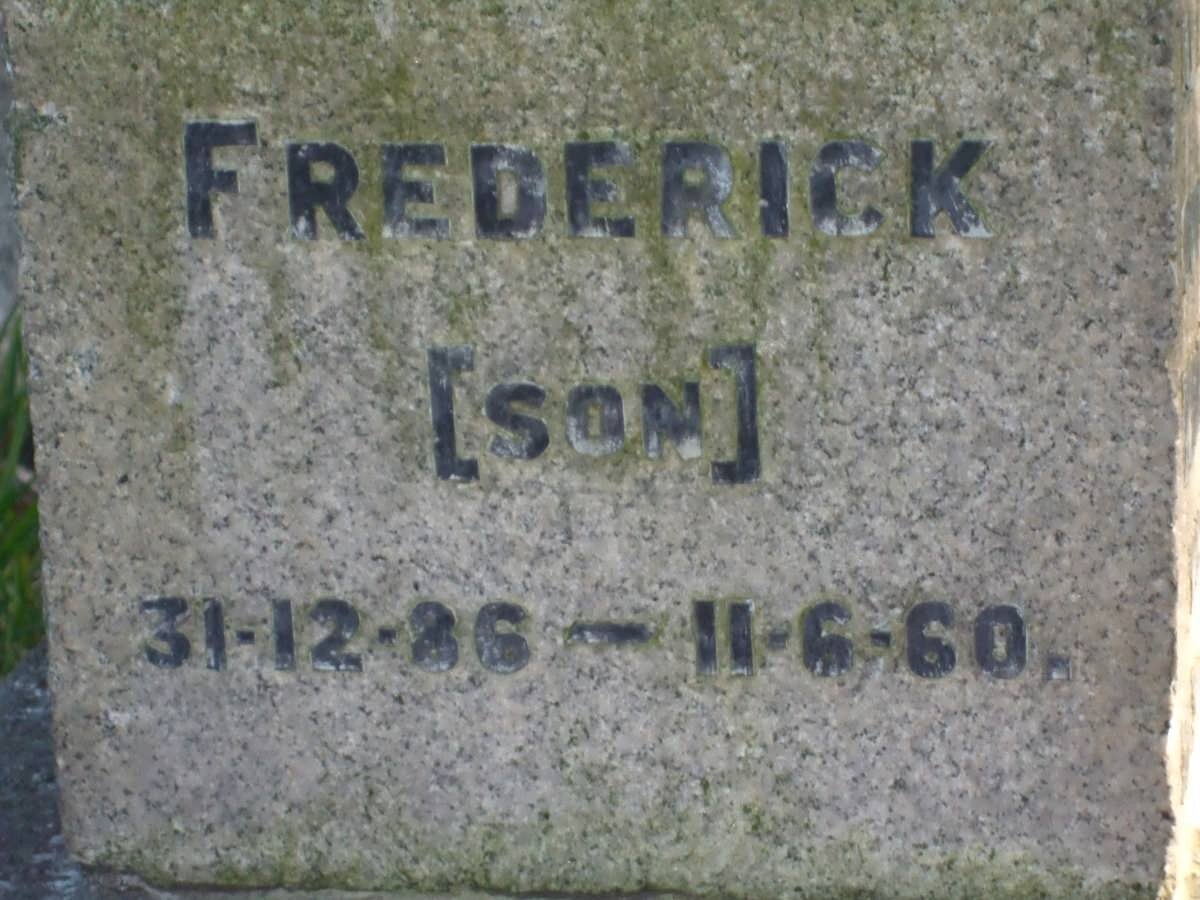 FREDERICK
[SON]
31-12-86 — 11-6-60.